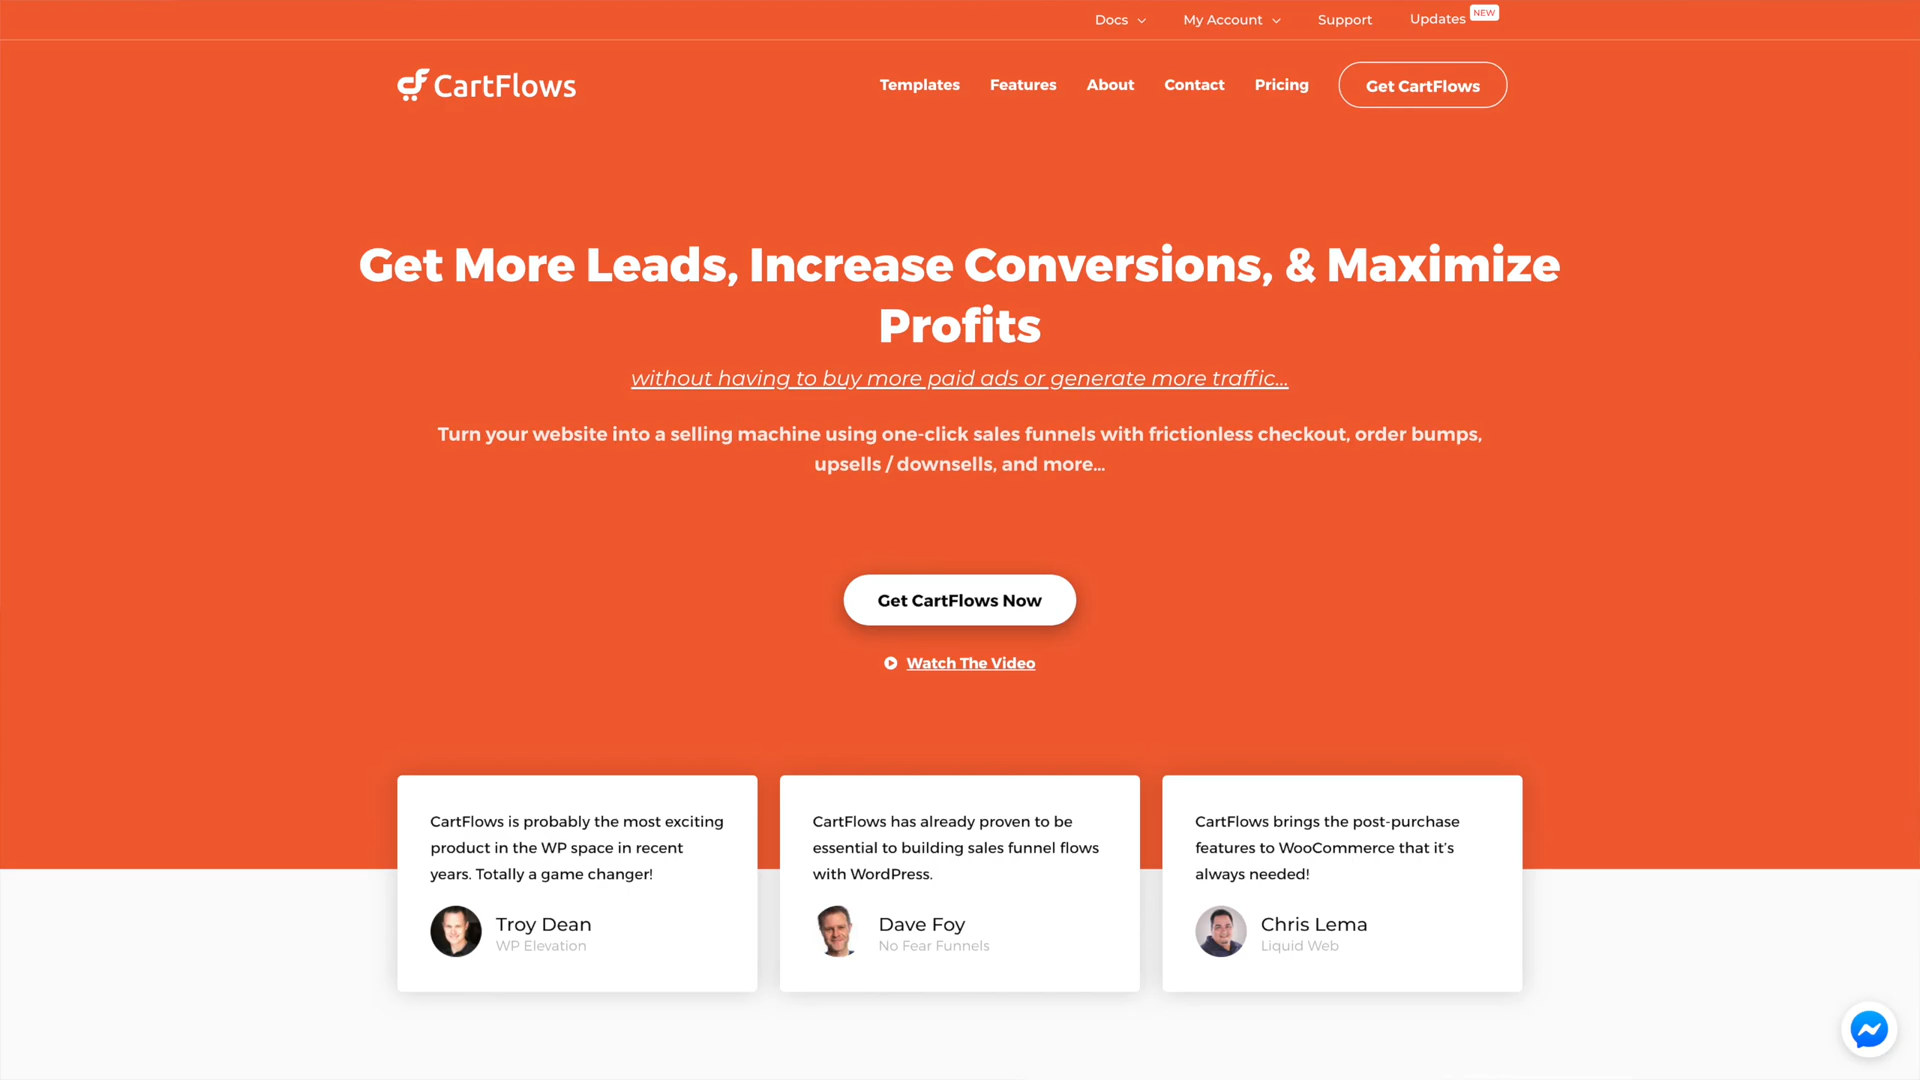 Docs
My Account
Support
Updates
NEW
CartFlows
Templates
Features
About
Contact
Pricing
Get CartFlows
Get More Leads, Increase Conversions, & Maximize
Profits
without having to buy more paid ads or generate more traffic...
Turn your website into a selling machine using one-click sales funnels with frictionless checkout, order bumps,
upsells / downsells, and more...
Get CartFlows Now
Watch The Video
CartFlows is probably the most exciting
product in the WP space in recent
years. Totally a game changer!
Troy Dean
WP Elevation
CartFlows has already proven to be
essential to building sales funnel flows
with WordPress.
Dave Foy
No Fear Funnels
CartFlows brings the post-purchase
features to WooCommerce that it's
always needed!
Chris Lema
Liquid Web